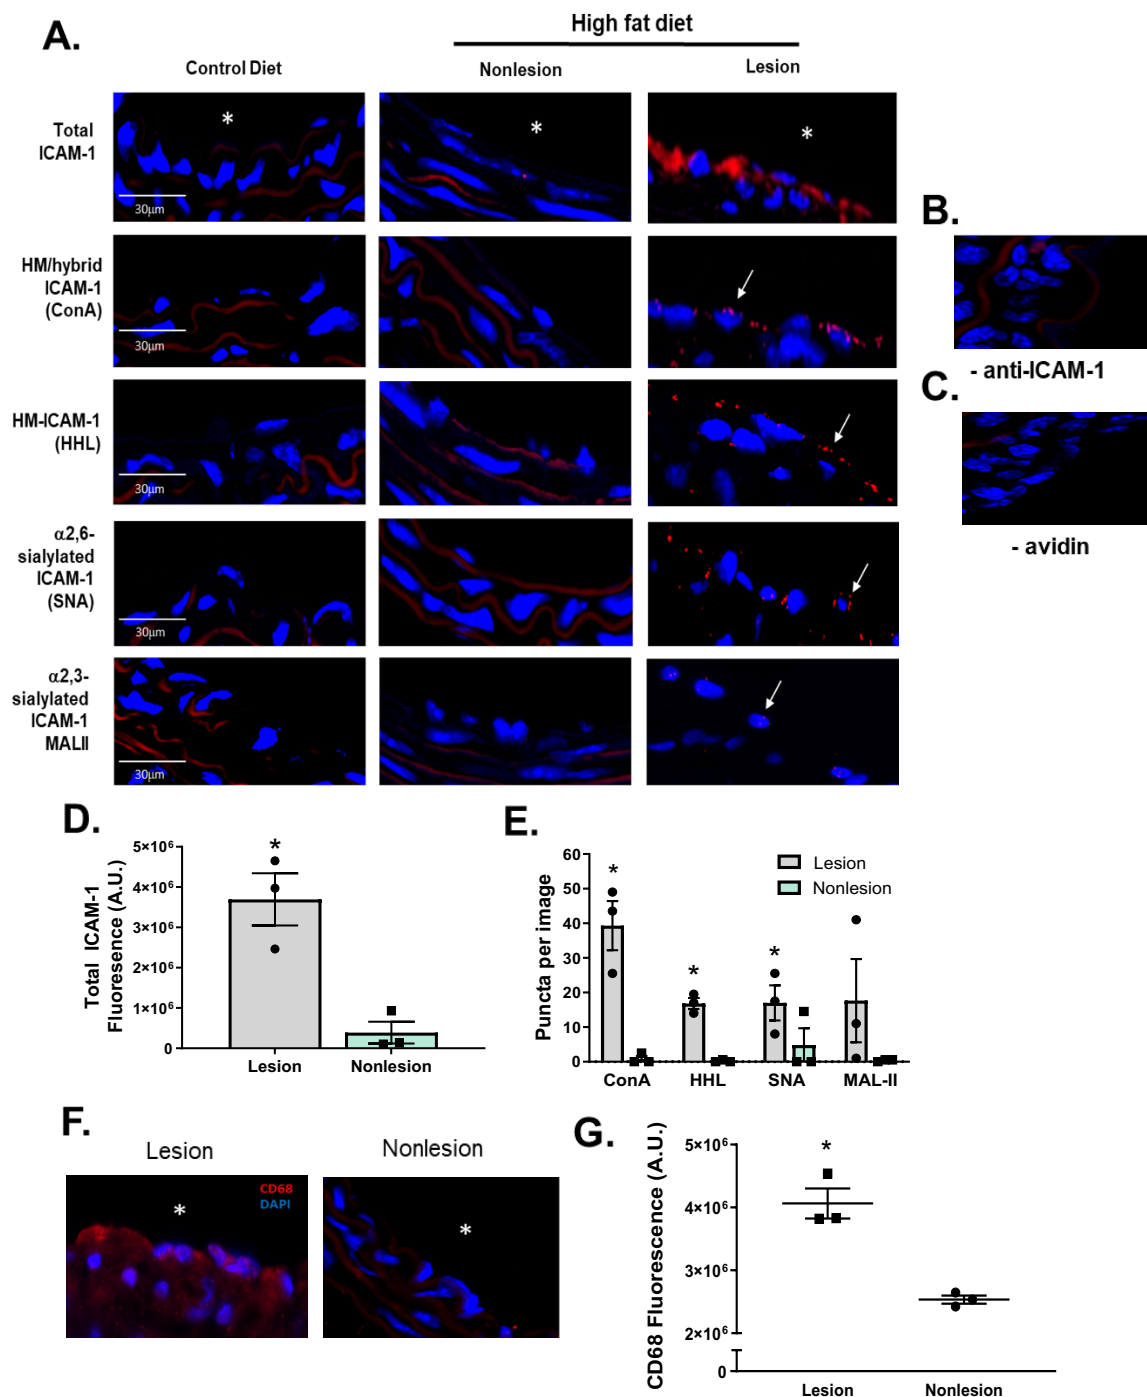 A.
High fat diet
Control Diet
Nonlesion
Lesion
Total
ICAM-1
*
*
*
30µm
HM/hybrid
ICAM-1
(ConA)
30µm
HM-ICAM-1
(HHL)
30µm
α2,6-
sialylated
ICAM-1
(SNA)
30µm
α2,3-
sialylated
ICAM-1
MALII
30µm
B.
- anti-ICAM-1
C.
- avidin
D.
Total ICAM-1
Fluoresence (A.U.)
5×10⁶
4×10⁶
3×10⁶
2×10⁶
1×10⁶
0
*
Lesion
Nonlesion
E.
Puncta per image
60
50
40
30
20
10
0
*
*
*
Lesion
Nonlesion
ConA
HHL
SNA
MAL-II
F.
Lesion
Nonlesion
CD68
DAPI
*
*
G.
CD68 Fluorescence (A.U.)
5×10⁶
4×10⁶
3×10⁶
2×10⁶
0
*
Lesion
Nonlesion